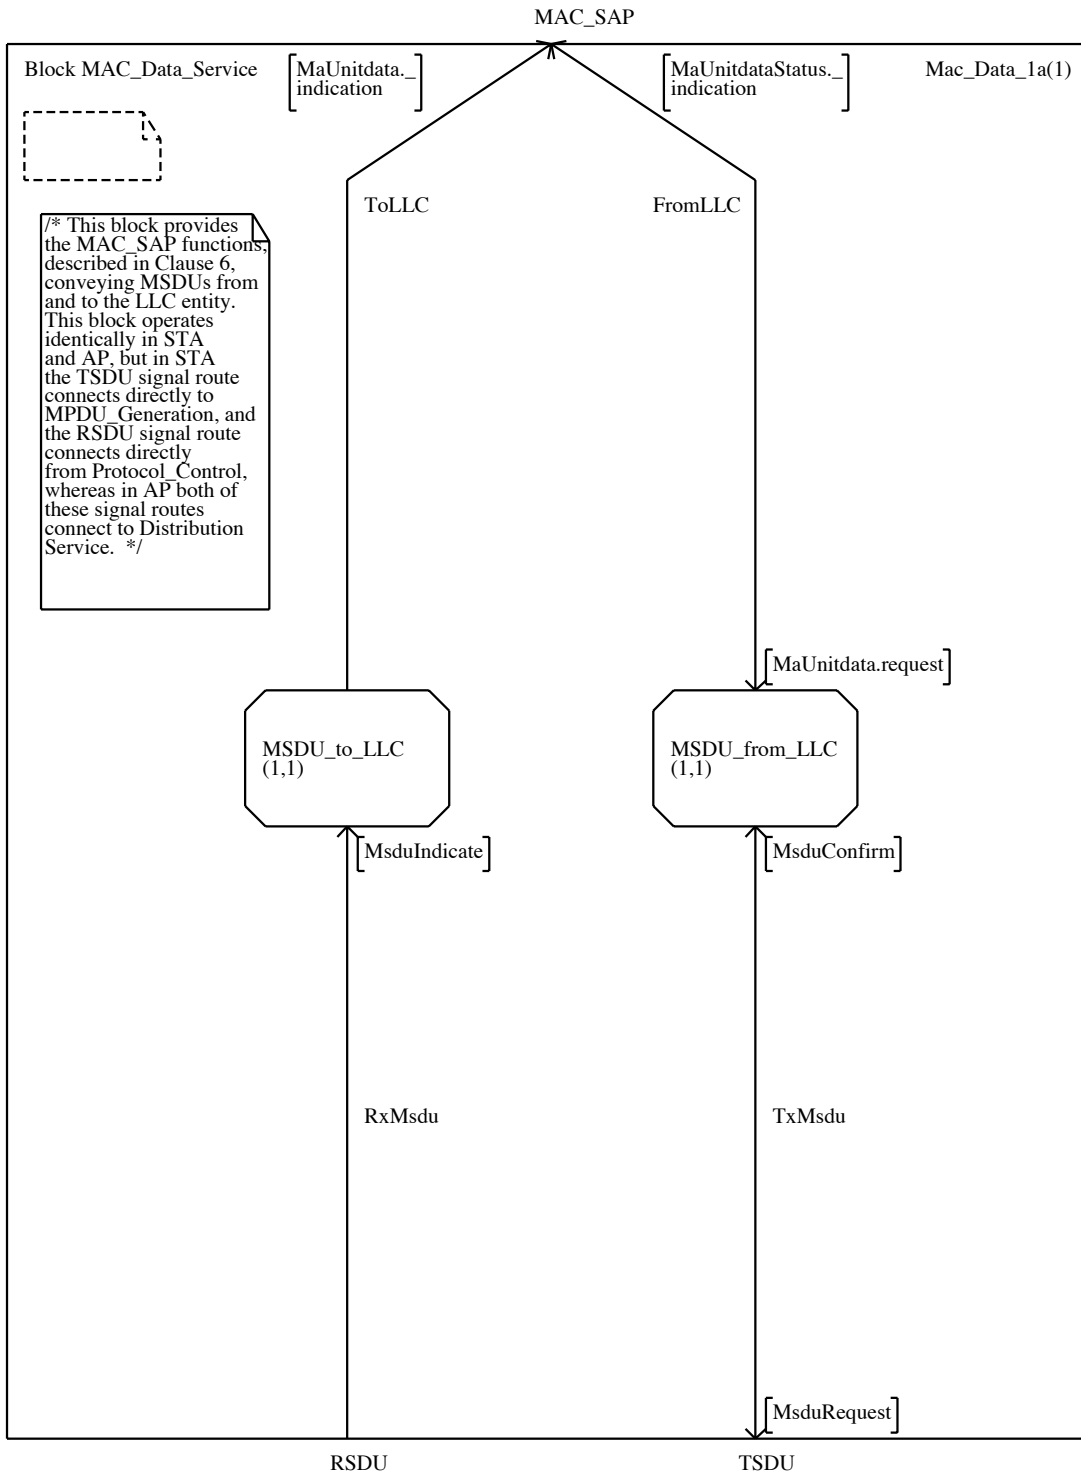 MAC_SAP
Block MAC_Data_Service
MaUnitdata._
indication
MaUnitdataStatus._
indication
Mac_Data_1a(1)
ToLLC
FromLLC
/* This block provides
the MAC_SAP functions,
described in Clause 6,
conveying MSDUs from
and to the LLC entity.
This block operates
identically in STA
and AP, but in STA
the TSDU signal route
connects directly to
MPDU_Generation, and
the RSDU signal route
connects directly
from Protocol_Control,
whereas in AP both of
these signal routes
connect to Distribution
Service.  */
MaUnitdata.request
MSDU_to_LLC
(1,1)
MSDU_from_LLC
(1,1)
MsduIndicate
MsduConfirm
RxMsdu
TxMsdu
MsduRequest
RSDU
TSDU